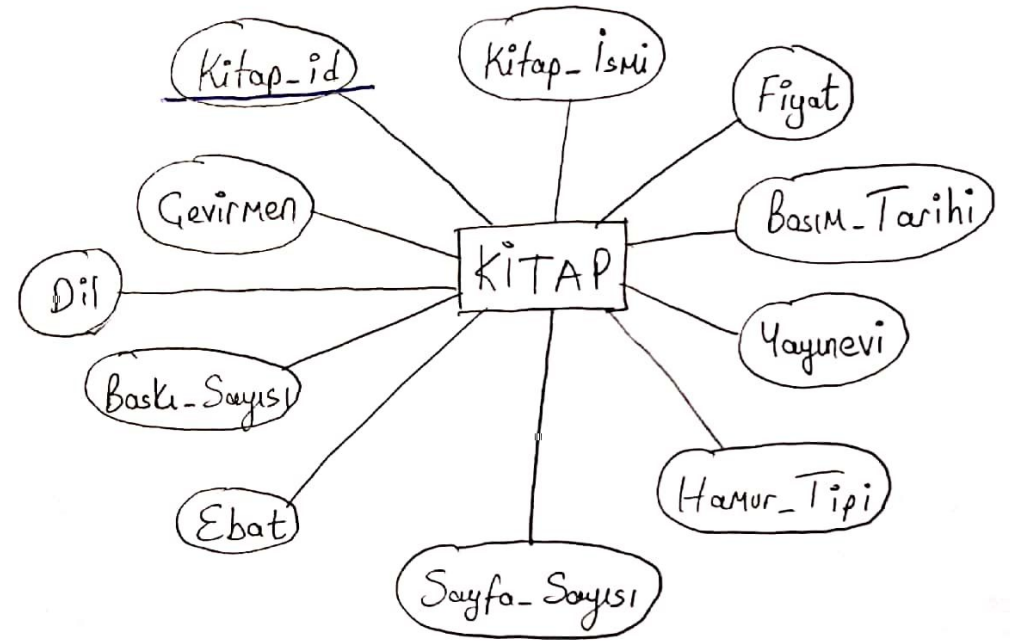 Kitap_id
Kitap_İsmi
Fiyat
Çevirmen
Basım_Tarihi
KİTAP
Dil
Yayınevi
Baskı_Sayısı
Hamur_Tipi
Ebat
Sayfa_Sayısı